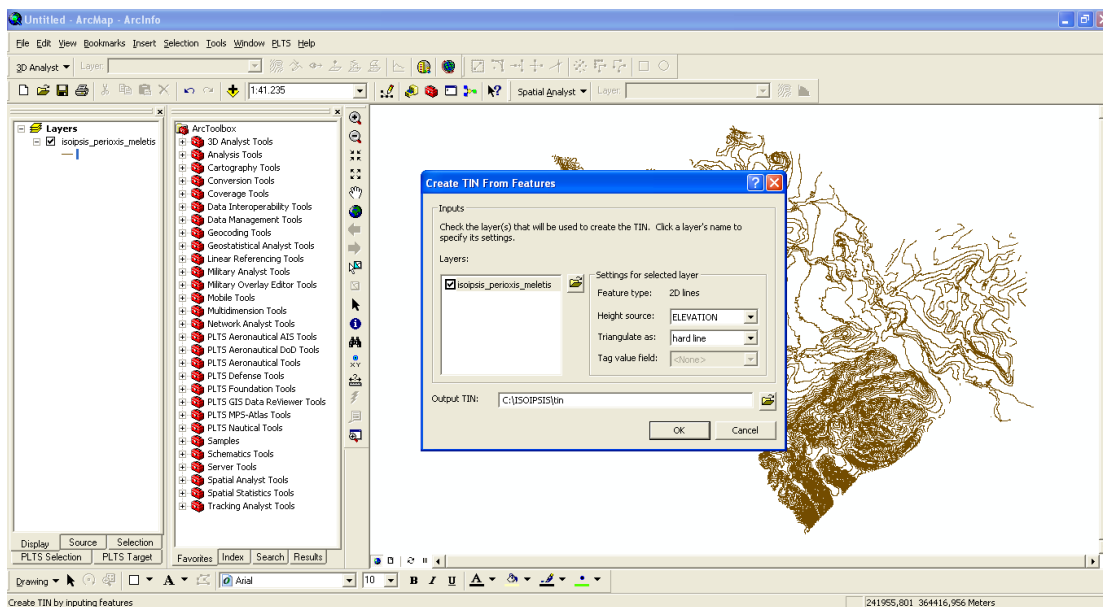 Untitled - ArcMap - ArcInfo
File Edit View Bookmarks Insert Selection Tools Window PLTS Help
3D Analyst Layer:
1:41.235 Spatial Analyst Layer:
Layers
isoipsis_perioxis_meletis
ArcToolbox
3D Analyst Tools
Analysis Tools
Cartography Tools
Conversion Tools
Coverage Tools
Data Interoperability Tools
Data Management Tools
Geocoding Tools
Geostatistical Analyst Tools
Linear Referencing Tools
Military Analyst Tools
Military Overlay Editor Tools
Mobile Tools
Multidimension Tools
Network Analyst Tools
PLTS Aeronautical AIS Tools
PLTS Aeronautical DoD Tools
PLTS Aeronautical Tools
PLTS Defense Tools
PLTS Foundation Tools
PLTS GIS Data ReViewer Tools
PLTS MPS-Atlas Tools
PLTS Nautical Tools
Samples
Schematics Tools
Server Tools
Spatial Analyst Tools
Spatial Statistics Tools
Tracking Analyst Tools
Create TIN From Features
Inputs
Check the layer(s) that will be used to create the TIN. Click a layer's name to
specify its settings.
Layers:
isoipsis_perioxis_meletis
Settings for selected layer
Feature type: 2D lines
Height source: ELEVATION
Triangulate as: hard line
Tag value field: <None>
Output TIN: C:\ISOIPSIS\tin
OK Cancel
Display Source Selection
PLTS Selection PLTS Target
Favorites Index Search Results
Drawing A Arial 10 B I U A
Create TIN by inputing features
241955,801 364416,956 Meters